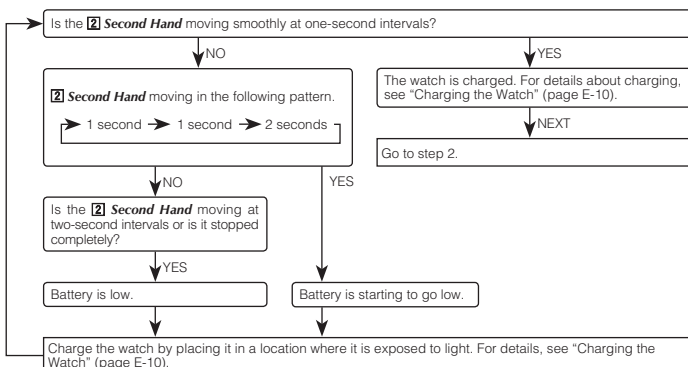 Is the 2 Second Hand moving smoothly at one-second intervals?
NO
YES
2 Second Hand moving in the following pattern.
1 second
1 second
2 seconds
The watch is charged. For details about charging,
see “Charging the Watch” (page E-10).
NEXT
Go to step 2.
NO
YES
Is the 2 Second Hand moving at
two-second intervals or is it stopped
completely?
YES
Battery is low.
Battery is starting to go low.
Charge the watch by placing it in a location where it is exposed to light. For details, see “Charging the
Watch” (page E-10).